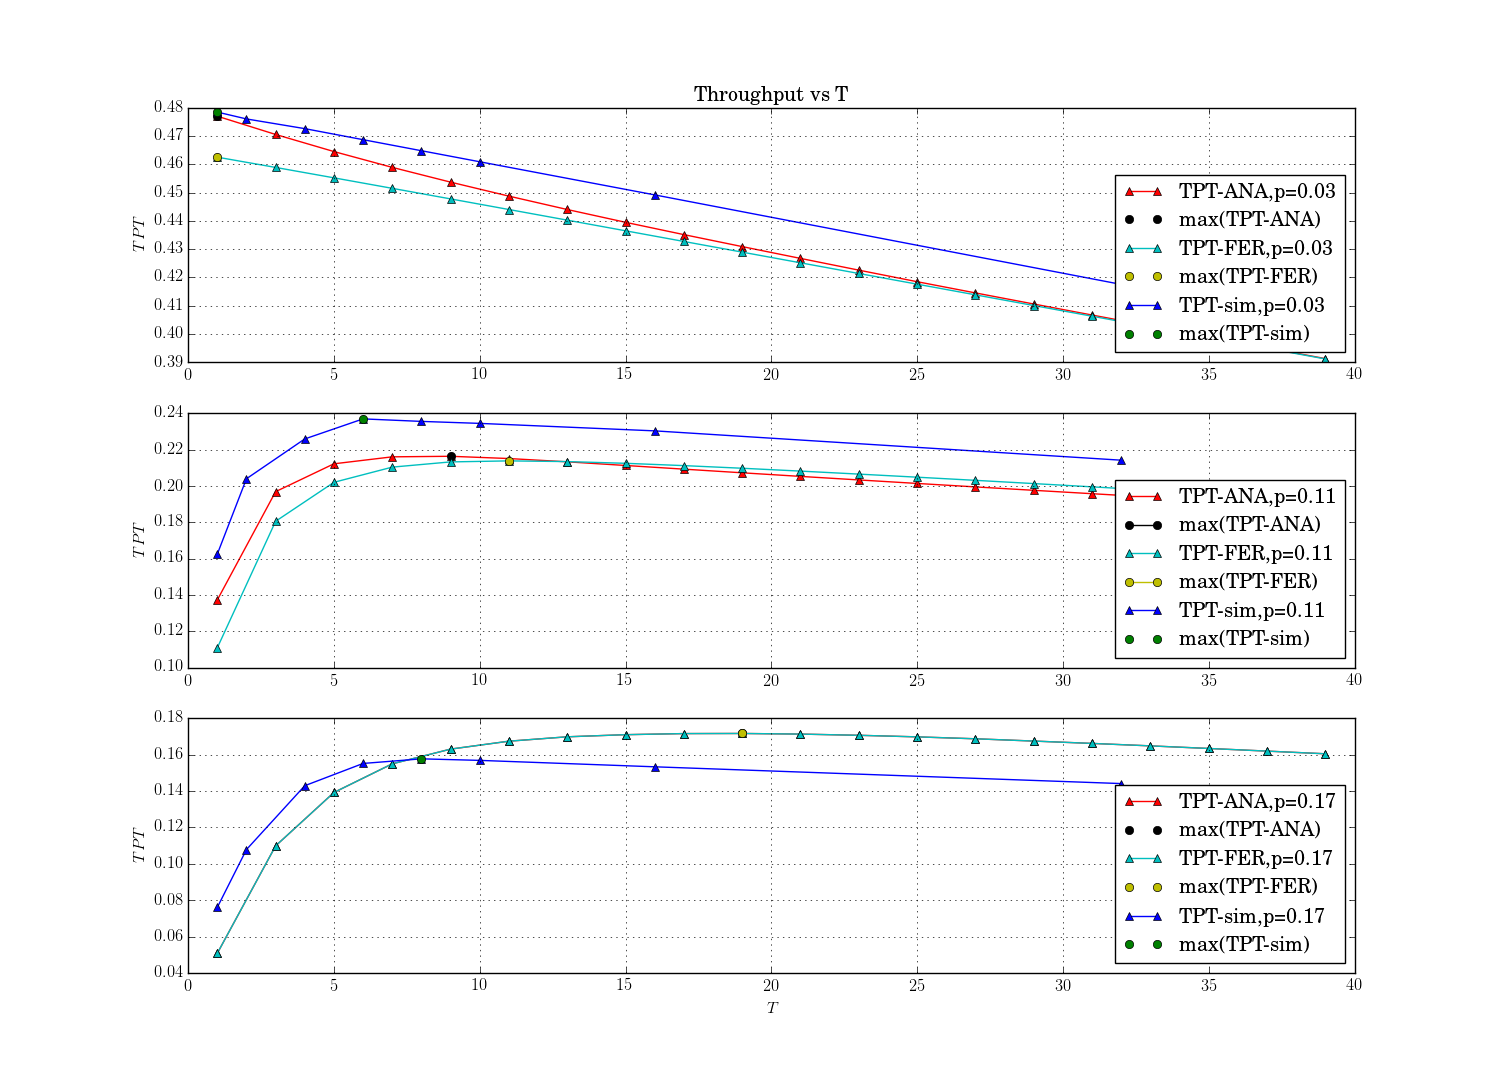 Throughput vs T
0.48
0.47
0.46
0.45
0.44
0.43
0.42
0.41
0.40
0.39
TPT
TPT-ANA,p=0.03
max(TPT-ANA)
TPT-FER,p=0.03
max(TPT-FER)
TPT-sim,p=0.03
max(TPT-sim)
0 5 10 15 20 25 30 35 40
0.24
0.22
0.20
0.18
0.16
0.14
0.12
0.10
TPT
TPT-ANA,p=0.11
max(TPT-ANA)
TPT-FER,p=0.11
max(TPT-FER)
TPT-sim,p=0.11
max(TPT-sim)
0 5 10 15 20 25 30 35 40
0.18
0.16
0.14
0.12
0.10
0.08
0.06
0.04
TPT
TPT-ANA,p=0.17
max(TPT-ANA)
TPT-FER,p=0.17
max(TPT-FER)
TPT-sim,p=0.17
max(TPT-sim)
0 5 10 15 20 25 30 35 40
T